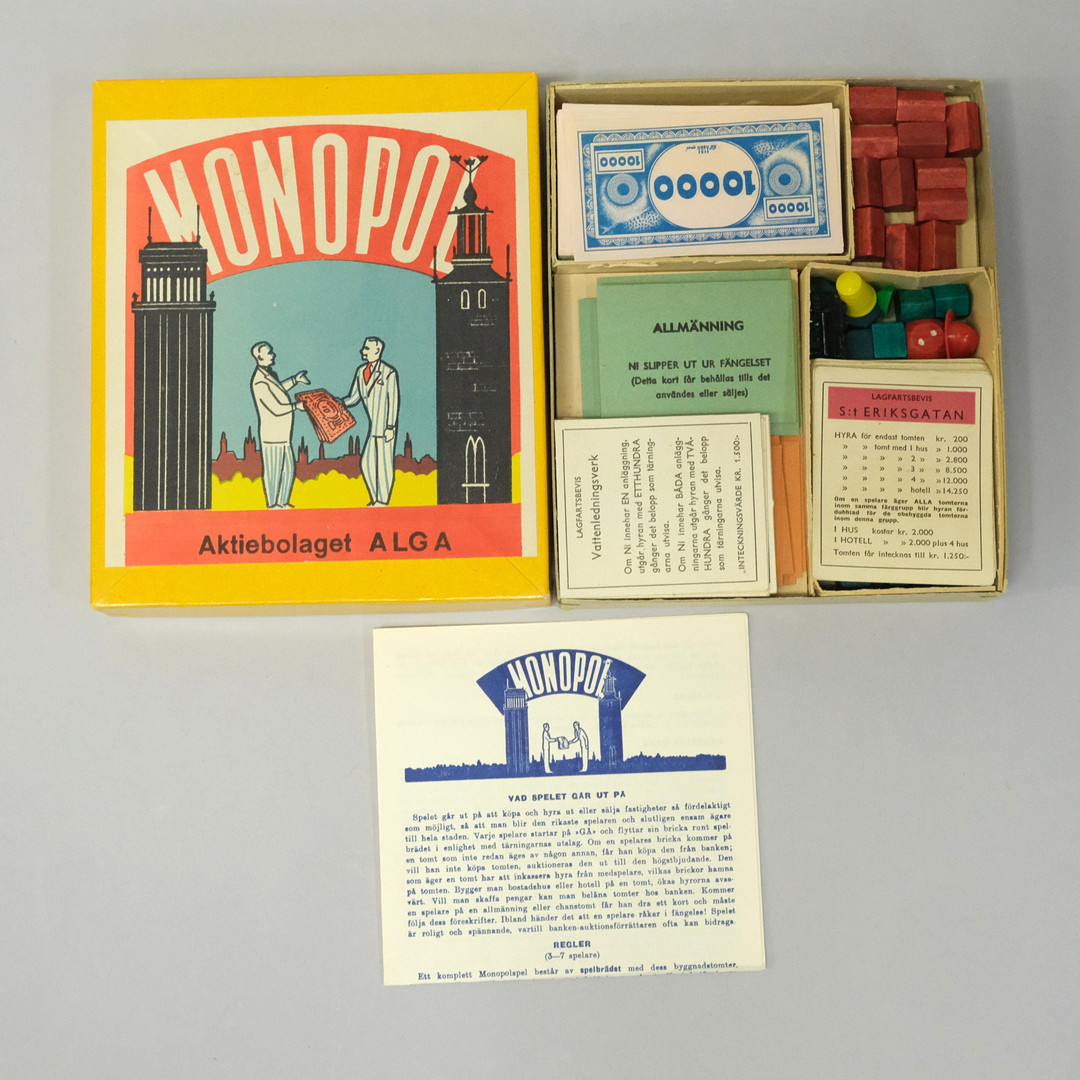 MONOPOL
Aktiebolaget ALGA
10000
10000
10000
10000
ALLMÄNNING
NI SLIPPER UT UR FÄNGELSET
(Detta kort får behållas tills det
användes eller säljes)
LAGFARTSBEVIS
Vattenledningsverk
Om Ni innehar EN anläggning,
utgår hyran med ETTHUNDRA
gånger det belopp som tärning-
arna utvisa.
Om Ni innehar BÅDA anlägg-
ningarna utgår hyran med TVÅ-
HUNDRA gånger det belopp
som tärningarna utvisa.
INTECKNINGSVÄRDE KR. 1.500:-
LAGFARTSBEVIS
S:t ERIKSGATAN
HYRA för endast tomten kr. 200
» » tomt med 1 hus » 1.000
» » » » 2 » » 2.800
» » » » 3 » » 8.500
» » » » 4 » » 12.000
» » » » hotell » 14.250
Om en spelare äger ALLA tomterna
inom samma färggrupp blir hyran för-
dubblad för de obebyggda tomterna
inom denna grupp.
1 HUS kostar kr. 2.000
1 HOTELL » » 2.000 plus 4 hus
Tomten får intecknas till kr. 1.250:-
MONOPOL
VAD SPELET GÅR UT PÅ
Spelet går ut på att köpa och hyra ut eller sälja fastigheter så fördelaktigt
som möjligt, så att man blir den rikaste spelaren och slutligen ensam ägare
till hela staden. Varje spelare startar på »GÅ» och flyttar sin bricka runt spel-
brädet i enlighet med tärningarnas utslag. Om en spelares bricka kommer på
en tomt som inte redan äges av någon annan, får han köpa den från banken;
vill han inte köpa tomten, auktioneras den ut till den högstbjudande. Den
som äger en tomt har att inkassera hyra från medspelare, vilkas brickor hamna
på tomten. Bygger man bostadshus eller hotell på en tomt, ökas hyrorna avse-
värt. Vill man skaffa pengar kan man belåna tomter hos banken. Kommer
en spelare på en allmänning eller chanstomt får han dra ett kort och måste
följa dess föreskrifter. Ibland händer det att en spelare råkar i fängelse! Spelet
är roligt och spännande, vartill banken-auktionsförrättaren ofta kan bidraga.
REGLER
(3—7 spelare)
Ett komplett Monopolspel består av spelbrädet med dess byggnadstomter,